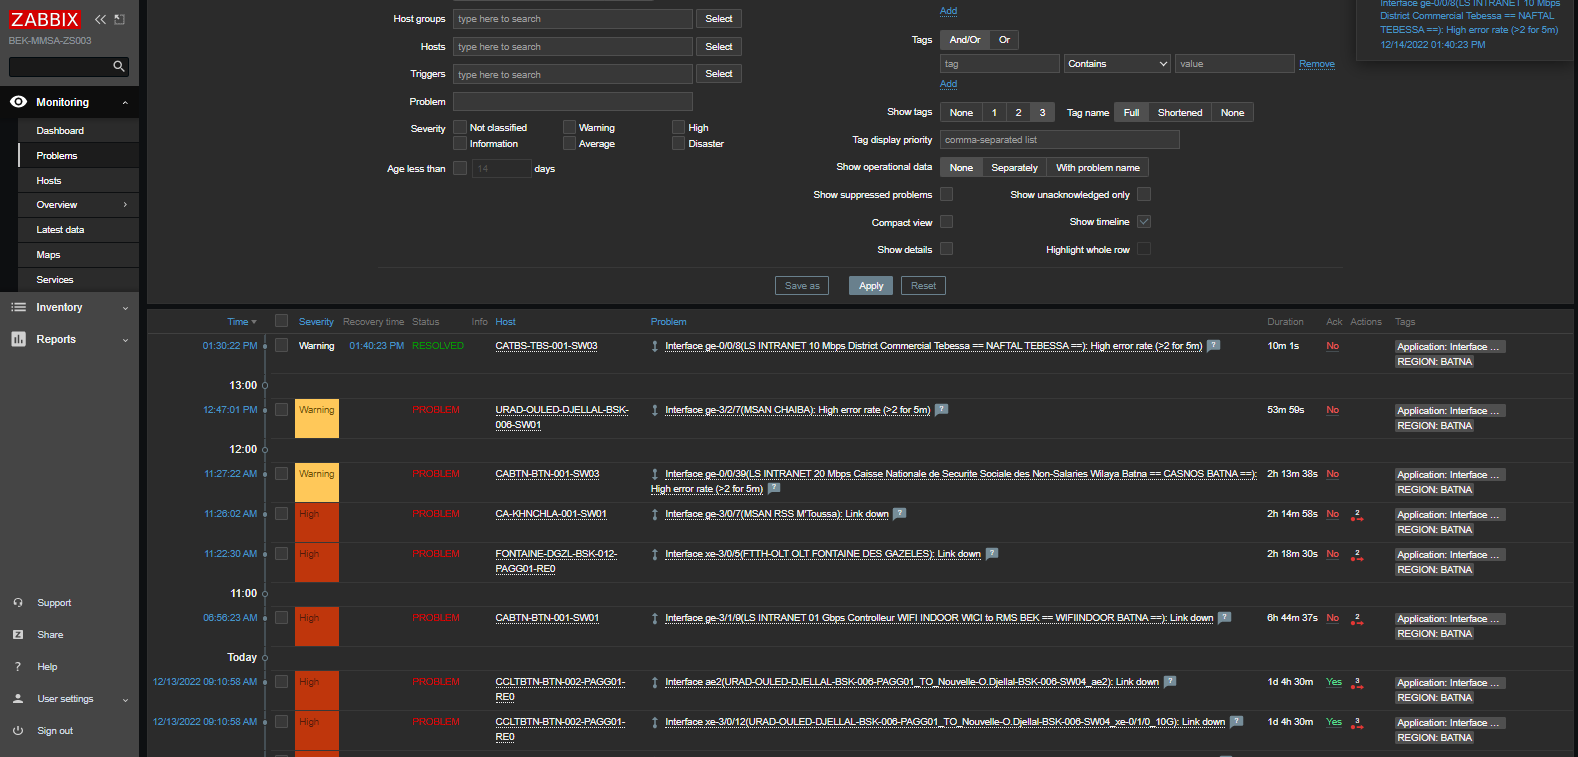 ZABBIX
BEK-MMSA-ZS003
Monitoring
Dashboard
Problems
Hosts
Overview
Latest data
Maps
Services
Inventory
Reports
Support
Share
Help
User settings
Sign out
Host groups type here to search Select
Hosts type here to search Select
Triggers type here to search Select
Problem
Severity Not classified Warning High
Information Average Disaster
Age less than 14 days
Add
Tags And/Or Or
tag Contains value Remove
Add
Show tags None 1 2 3 Tag name Full Shortened None
Tag display priority comma-separated list
Show operational data None Separately With problem name
Show suppressed problems Show unacknowledged only
Compact view Show timeline
Show details Highlight whole row
Save as Apply Reset
Interface ge-0/0/8(LS INTRANET 10 Mbps
District Commercial Tebessa == NAFTAL
TEBESSA ==): High error rate (>2 for 5m)
12/14/2022 01:40:23 PM
Time Severity Recovery time Status Info Host Problem Duration Ack Actions Tags
01:30:22 PM Warning 01:40:23 PM RESOLVED CATBS-TBS-001-SW03 Interface ge-0/0/8(LS INTRANET 10 Mbps District Commercial Tebessa == NAFTAL TEBESSA ==): High error rate (>2 for 5m) ? 10m 1s No Application: Interface ...
REGION: BATNA
13:00
12:47:01 PM Warning PROBLEM URAD-OULED-DJELLAL-BSK- Interface ge-3/2/7(MSAN CHAIBA): High error rate (>2 for 5m) ? 53m 59s No Application: Interface ...
006-SW01 REGION: BATNA
12:00
11:27:22 AM Warning PROBLEM CABTN-BTN-001-SW03 Interface ge-0/0/39(LS INTRANET 20 Mbps Caisse Nationale de Securite Sociale des Non-Salaries Wilaya Batna == CASNOS BATNA ==): 2h 13m 38s No Application: Interface ...
High error rate (>2 for 5m) ? REGION: BATNA
11:26:02 AM High PROBLEM CA-KHNCHLA-001-SW01 Interface ge-3/0/7(MSAN RSS M'Toussa): Link down ? 2h 14m 58s No 2 Application: Interface ...
REGION: BATNA
11:22:30 AM High PROBLEM FONTAINE-DGZL-BSK-012- Interface xe-3/0/5(FTTH-OLT OLT FONTAINE DES GAZELES): Link down ? 2h 18m 30s No 2 Application: Interface ...
PAGG01-RE0 REGION: BATNA
11:00
06:56:23 AM High PROBLEM CABTN-BTN-001-SW01 Interface ge-3/1/9(LS INTRANET 01 Gbps Controlleur WIFI INDOOR WICI to RMS BEK == WIFIINDOOR BATNA ==): Link down ? 6h 44m 37s No 2 Application: Interface ...
REGION: BATNA
Today
12/13/2022 09:10:58 AM High PROBLEM CCLTBTN-BTN-002-PAGG01- Interface ae2(URAD-OULED-DJELLAL-BSK-006-PAGG01_TO_Nouvelle-O.Djellal-BSK-006-SW04_ae2): Link down ? 1d 4h 30m Yes 3 Application: Interface ...
RE0 REGION: BATNA
12/13/2022 09:10:58 AM High PROBLEM CCLTBTN-BTN-002-PAGG01- Interface xe-3/0/12(URAD-OULED-DJELLAL-BSK-006-PAGG01_TO_Nouvelle-O.Djellal-BSK-006-SW04_xe-0/1/0_10G): Link down ? 1d 4h 30m Yes 3 Application: Interface ...
RE0 REGION: BATNA